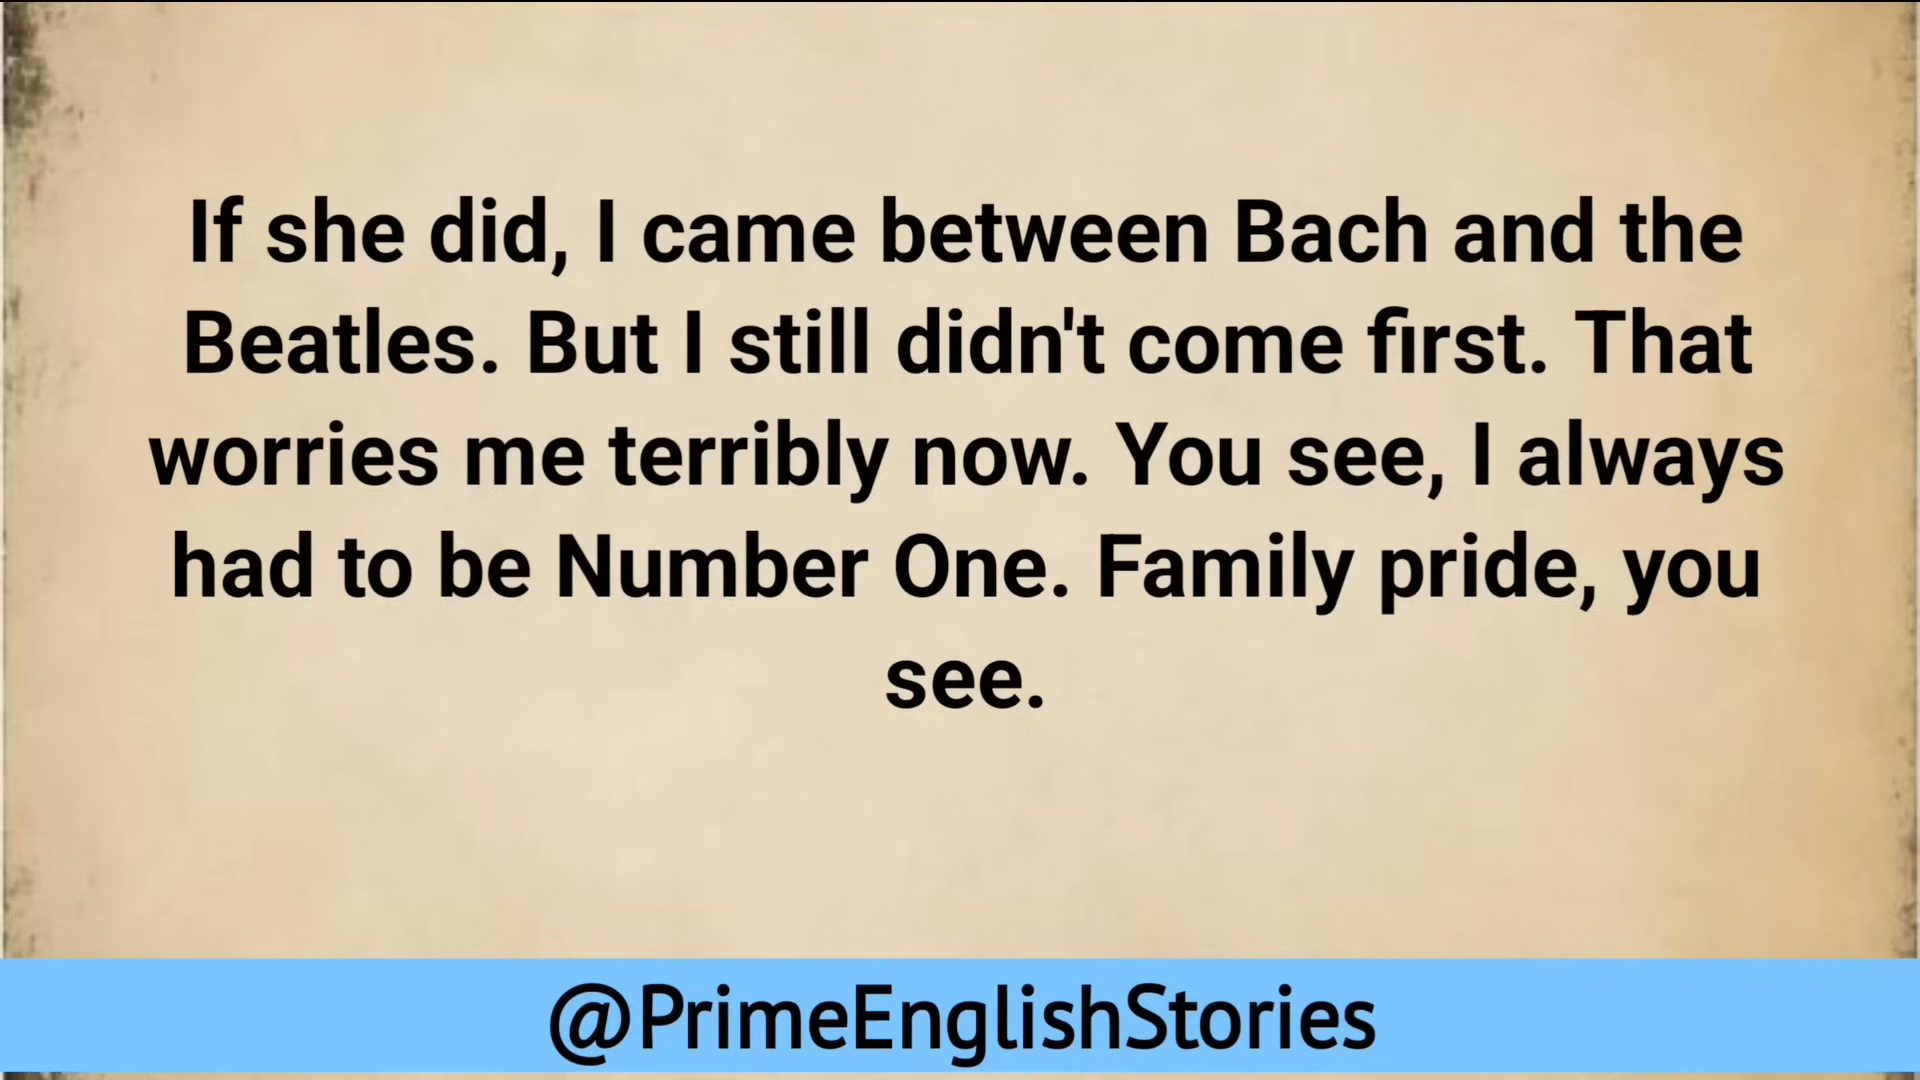 If she did, I came between Bach and the
Beatles. But I still didn't come first. That
worries me terribly now. You see, I always
had to be Number One. Family pride, you
see.
@PrimeEnglishStories